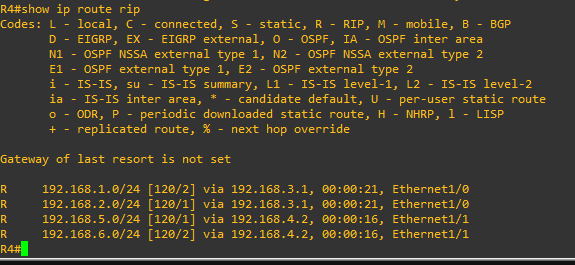 R4#show ip route rip
Codes: L - local, C - connected, S - static, R - RIP, M - mobile, B - BGP
       D - EIGRP, EX - EIGRP external, O - OSPF, IA - OSPF inter area
       N1 - OSPF NSSA external type 1, N2 - OSPF NSSA external type 2
       E1 - OSPF external type 1, E2 - OSPF external type 2
       i - IS-IS, su - IS-IS summary, L1 - IS-IS level-1, L2 - IS-IS level-2
       ia - IS-IS inter area, * - candidate default, U - per-user static route
       o - ODR, P - periodic downloaded static route, H - NHRP, l - LISP
       + - replicated route, % - next hop override

Gateway of last resort is not set

R     192.168.1.0/24 [120/2] via 192.168.3.1, 00:00:21, Ethernet1/0
R     192.168.2.0/24 [120/1] via 192.168.3.1, 00:00:21, Ethernet1/0
R     192.168.5.0/24 [120/1] via 192.168.4.2, 00:00:16, Ethernet1/1
R     192.168.6.0/24 [120/2] via 192.168.4.2, 00:00:16, Ethernet1/1
R4#